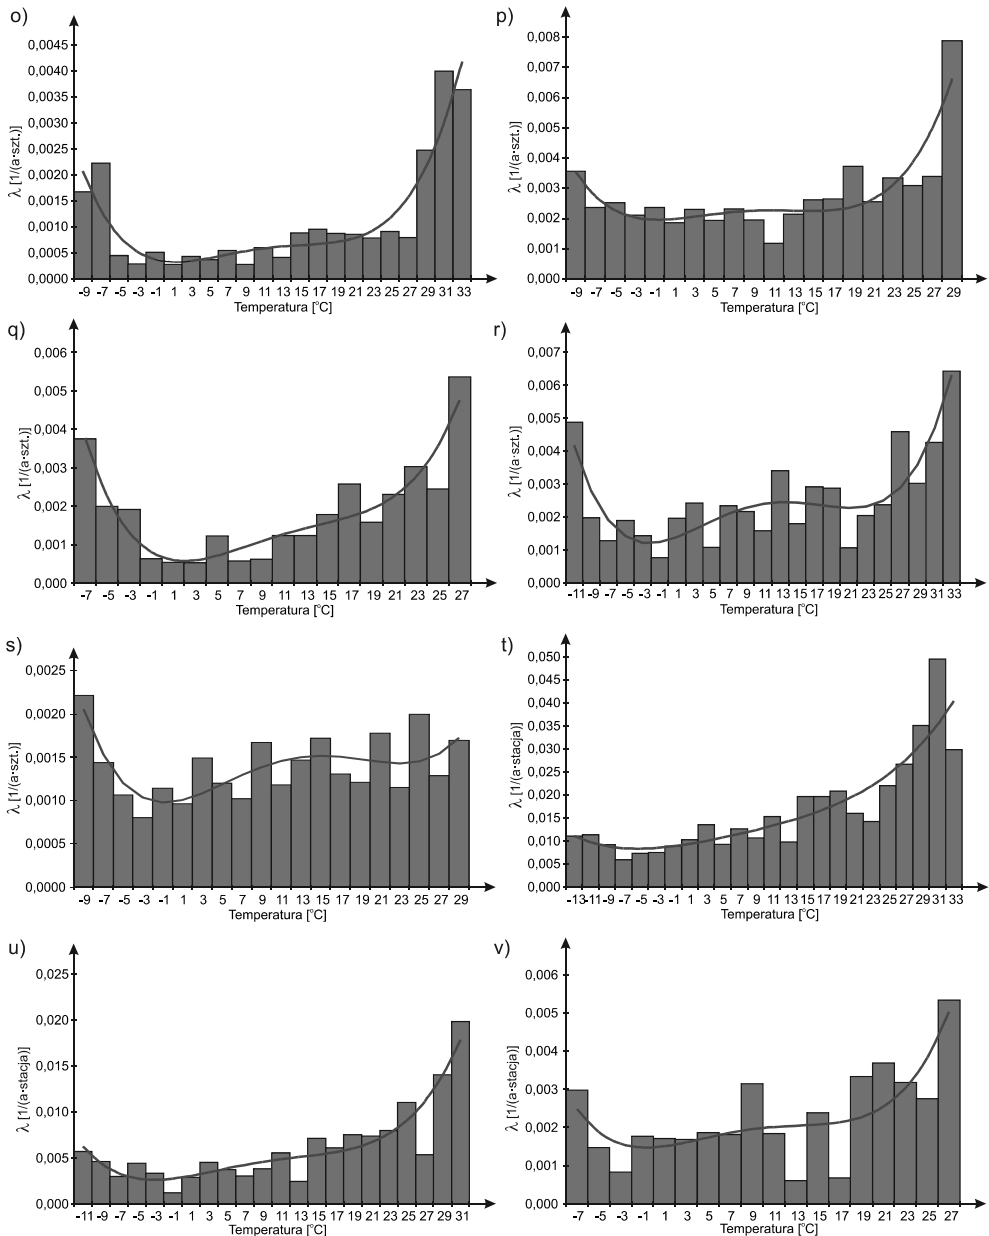 o)
0,0045
0,0040
0,0035
0,0030
0,0025
0,0020
0,0015
0,0010
0,0005
0,0000
λ [1/(a·szt.)]
-9 -7 -5 -3 -1 1 3 5 7 9 11 13 15 17 19 21 23 25 27 29 31 33
Temperatura [°C]
p)
0,008
0,007
0,006
0,005
0,004
0,003
0,002
0,001
0,000
λ [1/(a·szt.)]
-9 -7 -5 -3 -1 1 3 5 7 9 11 13 15 17 19 21 23 25 27 29
Temperatura [°C]
q)
0,006
0,005
0,004
0,003
0,002
0,001
0,000
λ [1/(a·szt.)]
-7 -5 -3 -1 1 3 5 7 9 11 13 15 17 19 21 23 25 27
Temperatura [°C]
r)
0,007
0,006
0,005
0,004
0,003
0,002
0,001
0,000
λ [1/(a·szt.)]
-11 -9 -7 -5 -3 -1 1 3 5 7 9 11 13 15 17 19 21 23 25 27 29 31 33
Temperatura [°C]
s)
0,0025
0,0020
0,0015
0,0010
0,0005
0,0000
λ [1/(a·szt.)]
-9 -7 -5 -3 -1 1 3 5 7 9 11 13 15 17 19 21 23 25 27 29
Temperatura [°C]
t)
0,050
0,040
0,040
0,030
0,030
0,025
0,020
0,015
0,010
0,005
0,000
λ [1/(a·stacja)]
-13 -11 -9 -7 -5 -3 -1 1 3 5 7 9 11 13 15 17 19 21 23 25 27 29 31 33
Temperatura [°C]
u)
0,025
0,020
0,015
0,010
0,005
0,000
λ [1/(a·stacja)]
-11 -9 -7 -5 -3 -1 1 3 5 7 9 11 13 15 17 19 21 23 25 27 29 31
Temperatura [°C]
v)
0,006
0,005
0,004
0,003
0,002
0,001
0,000
λ [1/(a·stacja)]
-7 -5 -3 -1 1 3 5 7 9 11 13 15 17 19 21 23 25 27
Temperatura [°C]